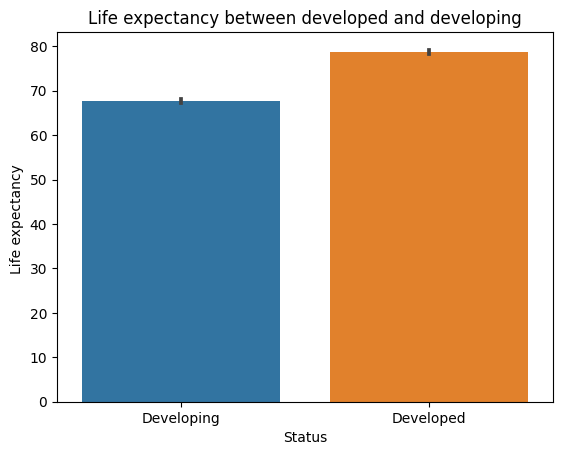 Life expectancy between developed and developing
80
70
60
50
40
30
20
10
0
Life expectancy
Developing Developed
Status